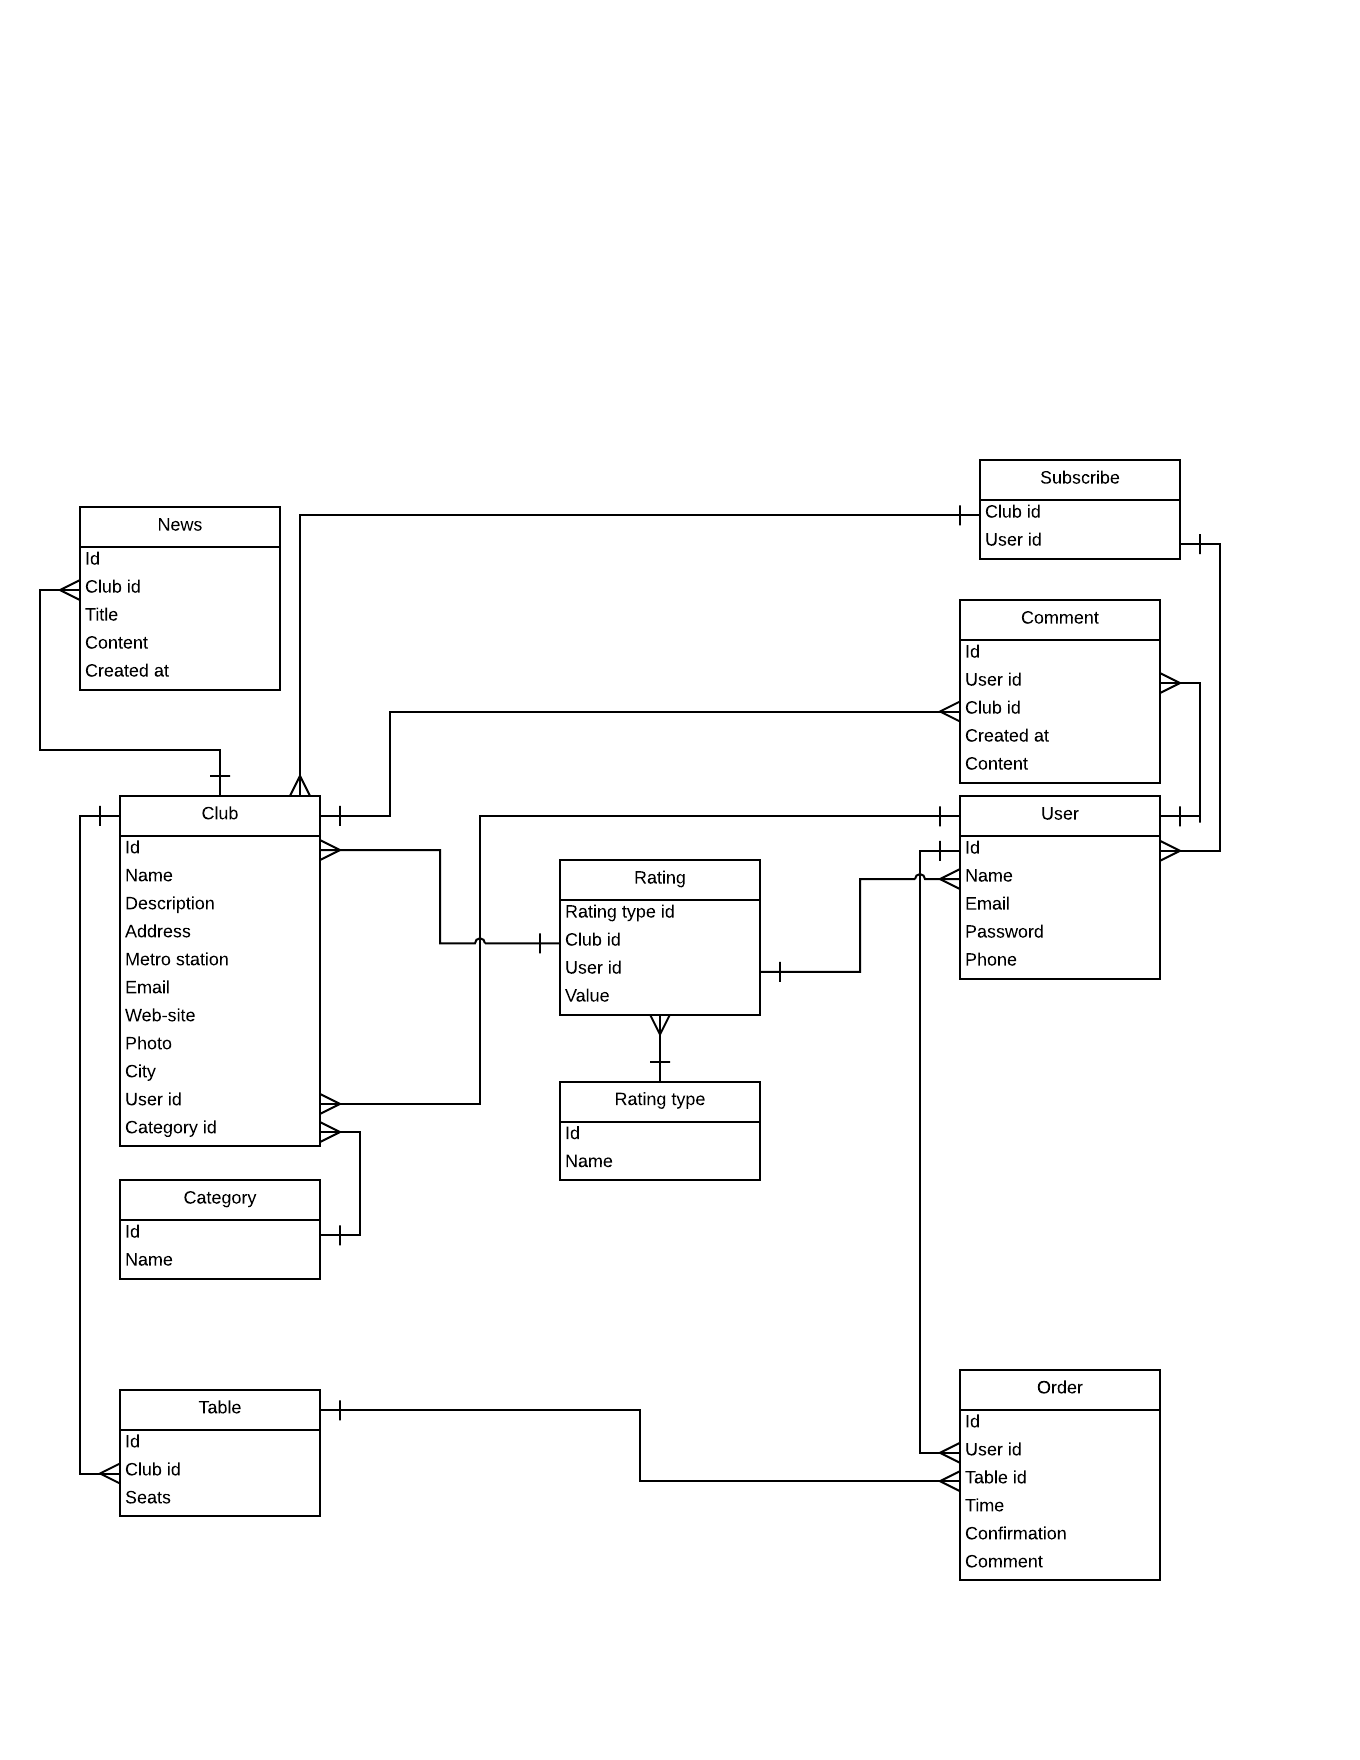 Subscribe
Club id
User id
News
Id
Club id
Title
Content
Created at
Comment
Id
User id
Club id
Created at
Content
Club
Id
Name
Description
Address
Metro station
Email
Web-site
Photo
City
User id
Category id
User
Id
Name
Email
Password
Phone
Rating
Rating type id
Club id
User id
Value
Rating type
Id
Name
Category
Id
Name
Table
Id
Club id
Seats
Order
Id
User id
Table id
Time
Confirmation
Comment